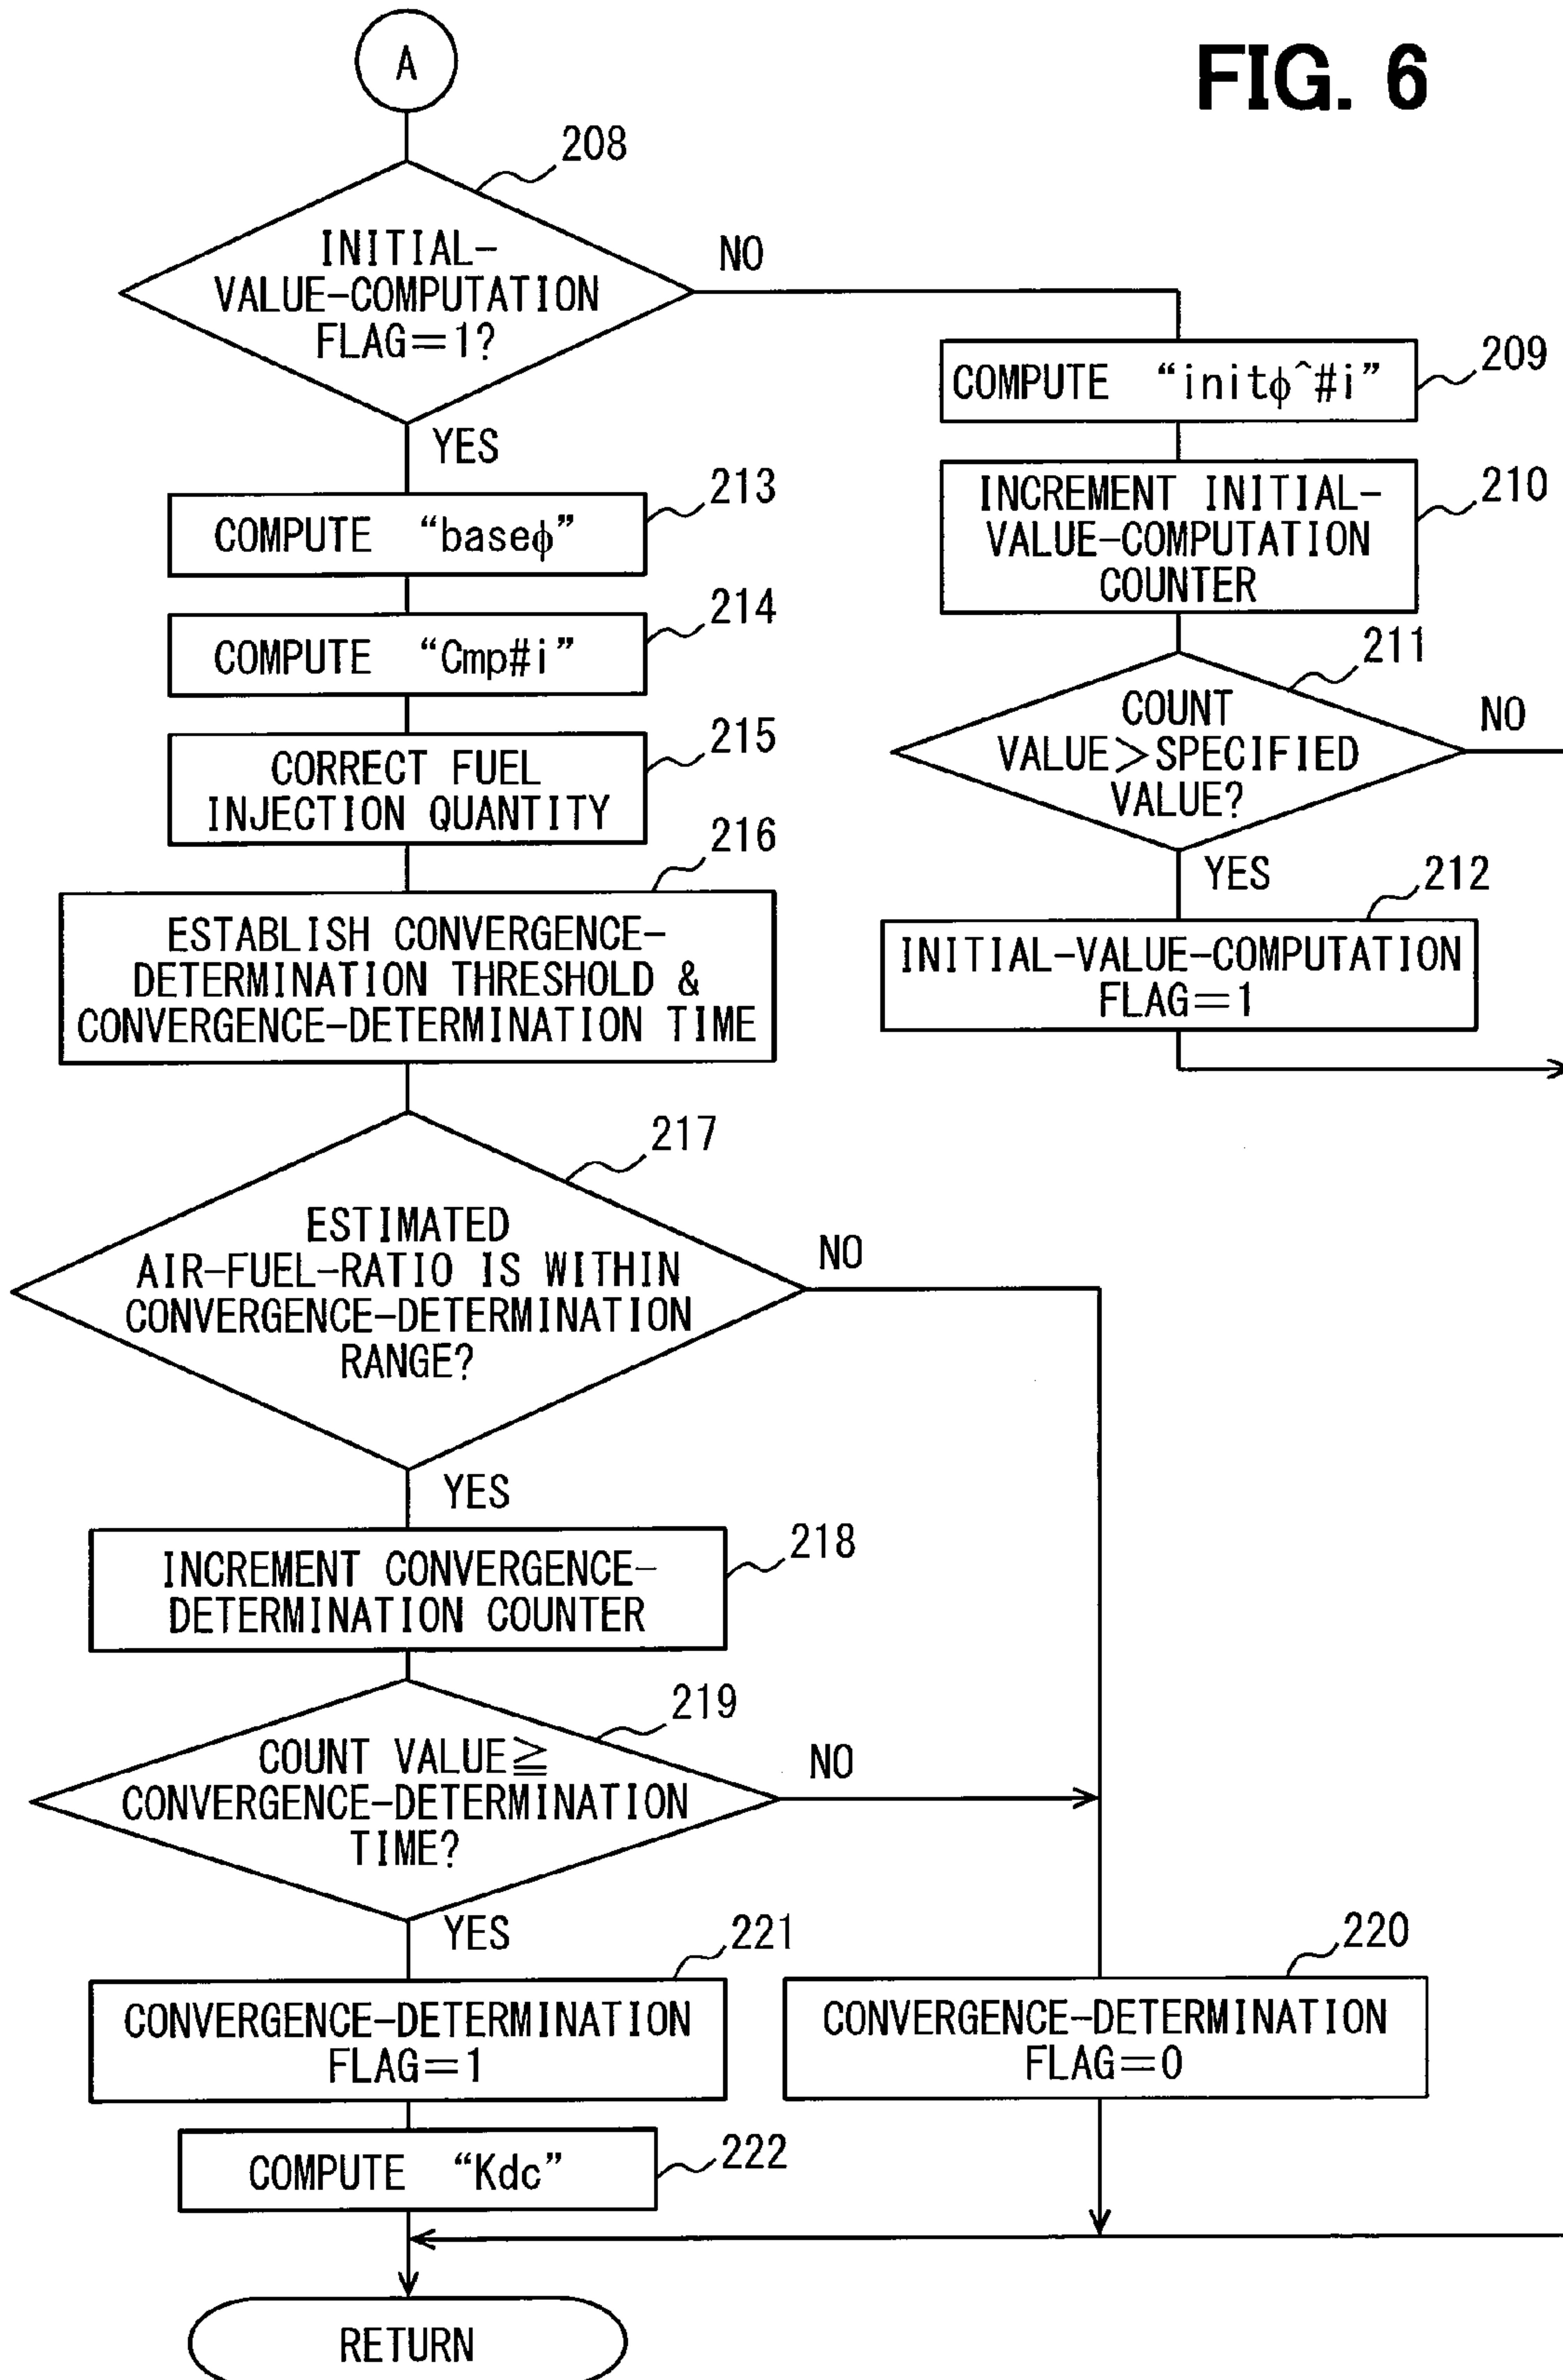 FIG. 6
A
208
INITIAL-
VALUE-COMPUTATION
FLAG=1?
NO
YES
209
COMPUTE “initϕ^#i”
210
INCREMENT INITIAL-
VALUE-COMPUTATION
COUNTER
211
COUNT
VALUE>SPECIFIED
VALUE?
NO
YES
212
INITIAL-VALUE-COMPUTATION
FLAG=1
213
COMPUTE “baseϕ”
214
COMPUTE “Cmp#i”
215
CORRECT FUEL
INJECTION QUANTITY
216
ESTABLISH CONVERGENCE-
DETERMINATION THRESHOLD &
CONVERGENCE-DETERMINATION TIME
217
ESTIMATED
AIR-FUEL-RATIO IS WITHIN
CONVERGENCE-DETERMINATION
RANGE?
NO
YES
218
INCREMENT CONVERGENCE-
DETERMINATION COUNTER
219
COUNT VALUE≧
CONVERGENCE-DETERMINATION
TIME?
NO
YES
221
CONVERGENCE-DETERMINATION
FLAG=1
220
CONVERGENCE-DETERMINATION
FLAG=0
222
COMPUTE “Kdc”
RETURN